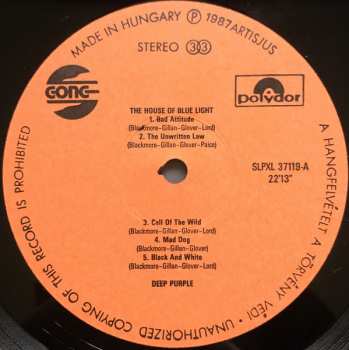 MADE IN HUNGARY Ⓟ 1987 ARTISJUS
STEREO 33
GONG
polydor
THE HOUSE OF BLUE LIGHT
1. Bad Attitude
(Blackmore-Gillan-Glover-Lord)
2. The Unwritten Law
(Blackmore-Gillan-Glover-Paice)
SLPXL 37119-A
22'13"
3. Call Of The Wild
(Blackmore-Gillan-Glover-Lord)
4. Mad Dog
(Blackmore-Gillan-Glover)
5. Black And White
(Blackmore-Gillan-Glover-Lord)
DEEP PURPLE
A HANGFELVÉTELT A TÖRVÉNY VÉDI · UNAUTHORIZED COPYING OF THIS RECORD IS PROHIBITED